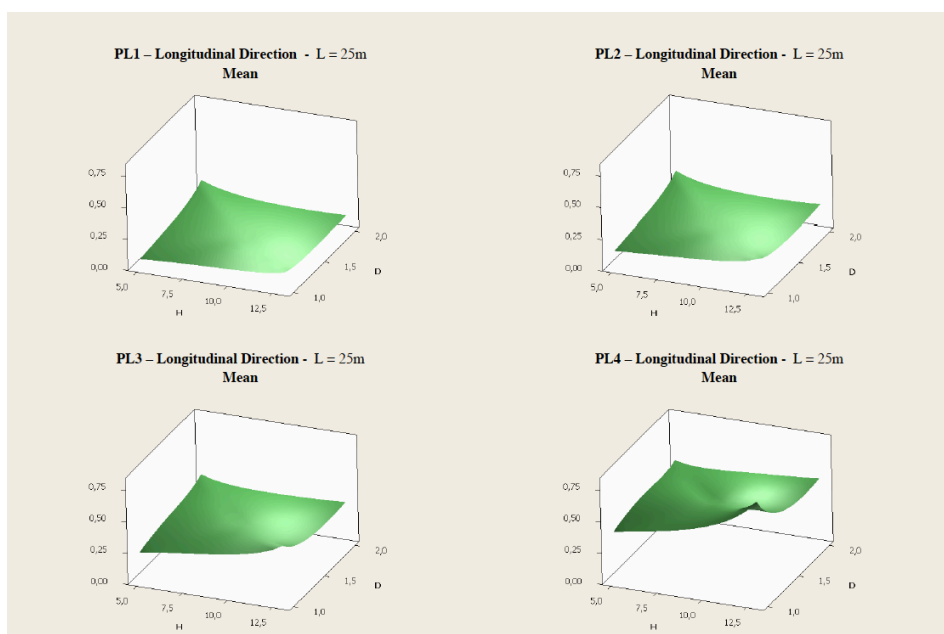 PL1 – Longitudinal Direction - L = 25m
Mean
0,75
0,50
0,25
0,00
5,0
7,5
10,0
12,5
H
1,0
1,5
2,0
D
PL2 – Longitudinal Direction - L = 25m
Mean
0,75
0,50
0,25
0,00
5,0
7,5
10,0
12,5
H
1,0
1,5
2,0
D
PL3 – Longitudinal Direction - L = 25m
Mean
0,75
0,50
0,25
0,00
5,0
7,5
10,0
12,5
H
1,0
1,5
2,0
D
PL4 – Longitudinal Direction - L = 25m
Mean
0,75
0,50
0,25
0,00
5,0
7,5
10,0
12,5
H
1,0
1,5
2,0
D